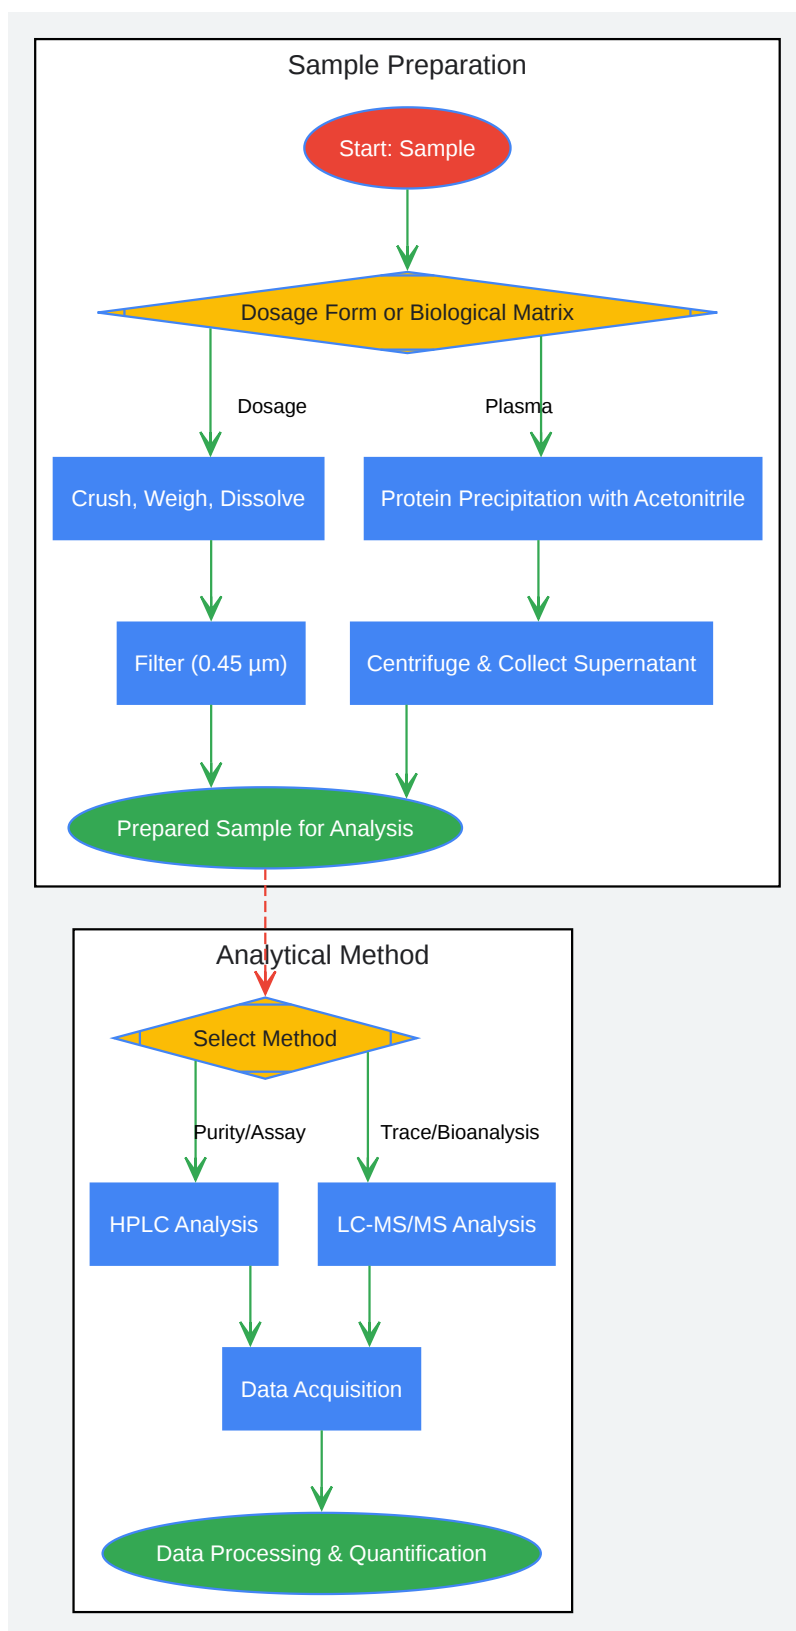 Sample Preparation
Start: Sample
Dosage Form or Biological Matrix
Dosage
Plasma
Crush, Weigh, Dissolve
Protein Precipitation with Acetonitrile
Filter (0.45 µm)
Centrifuge & Collect Supernatant
Prepared Sample for Analysis
Analytical Method
Select Method
Purity/Assay
Trace/Bioanalysis
HPLC Analysis
LC-MS/MS Analysis
Data Acquisition
Data Processing & Quantification